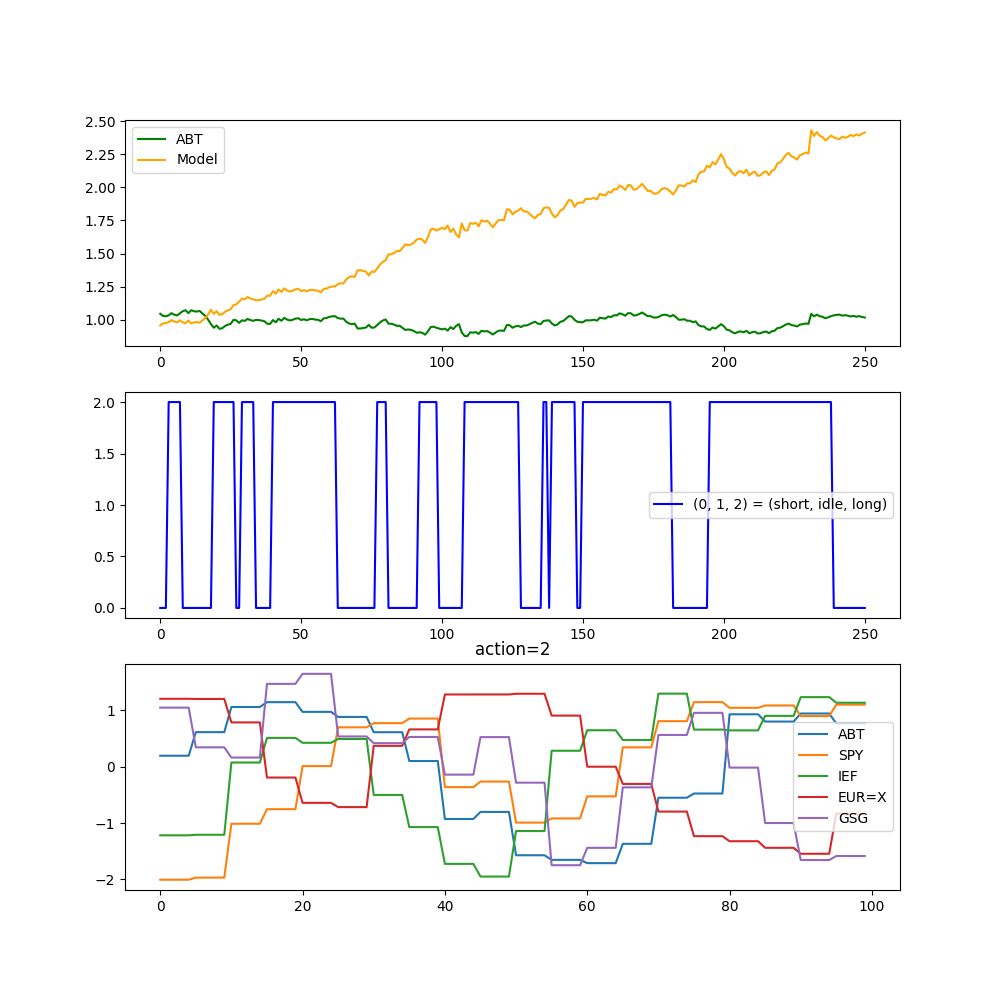 2.50
2.25
2.00
1.75
1.50
1.25
1.00
ABT
Model
0 50 100 150 200 250
2.0
1.5
1.0
0.5
0.0
(0, 1, 2) = (short, idle, long)
0 50 100 150 200 250
action=2
1
0
−1
−2
ABT
SPY
IEF
EUR=X
GSG
0 20 40 60 80 100